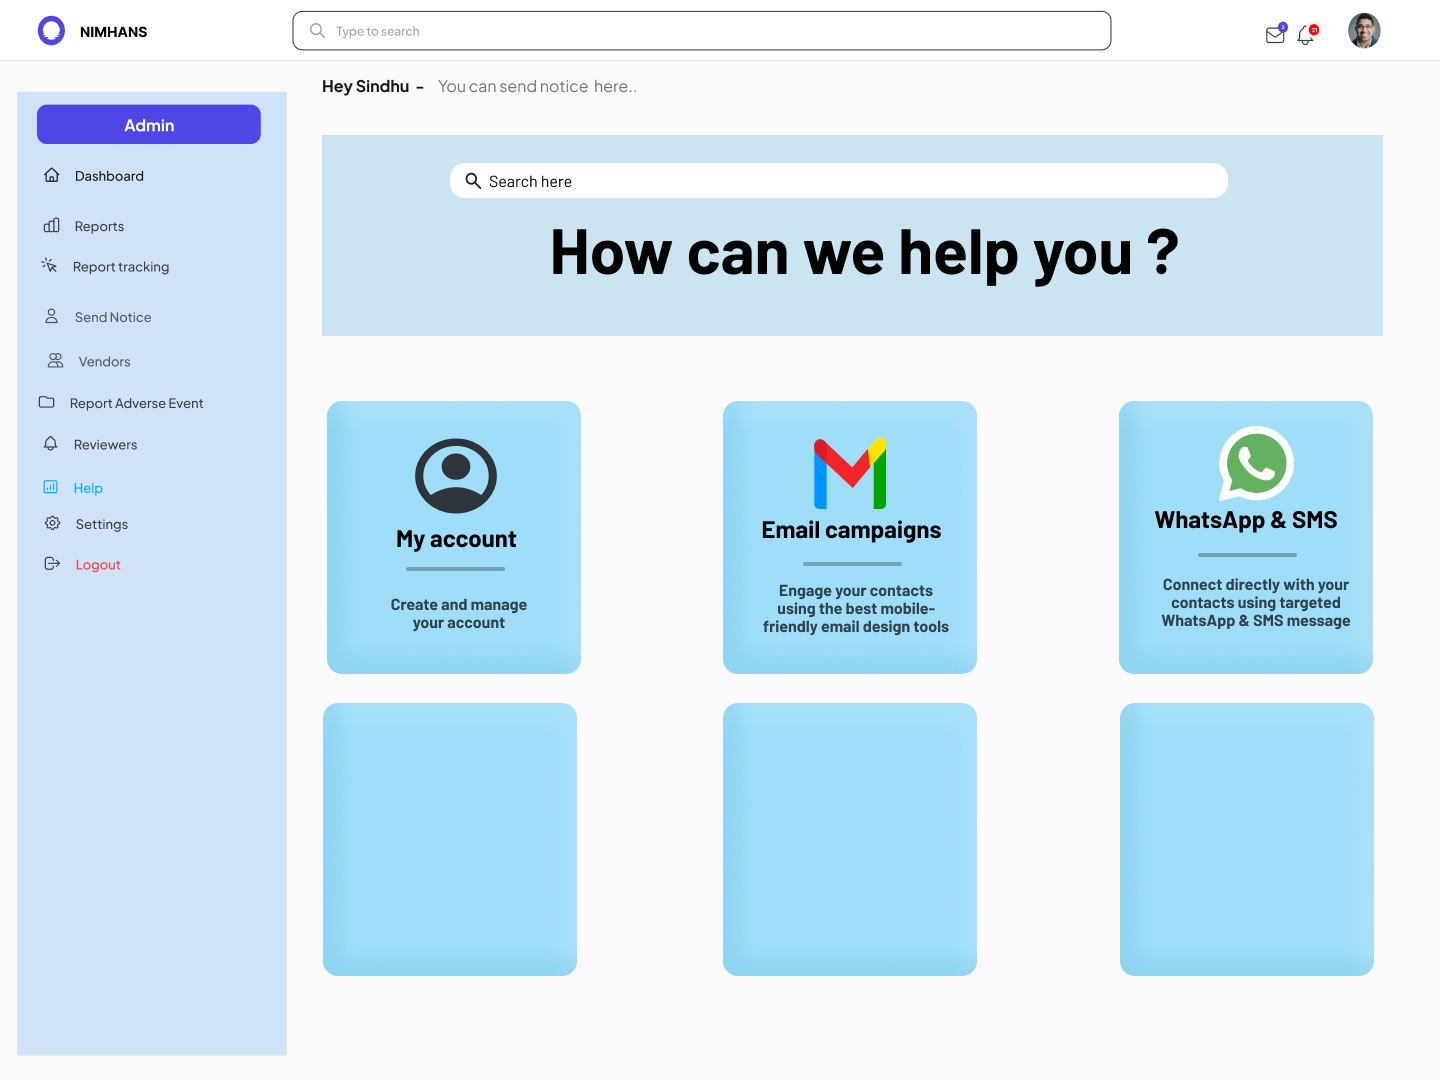 NIMHANS
Type to search
2
21
Hey Sindhu - You can send notice here..
Admin
Dashboard
Reports
Report tracking
Send Notice
Vendors
Report Adverse Event
Reviewers
Help
Settings
Logout
Search here
How can we help you ?
My account
Create and manage
your account
Email campaigns
Engage your contacts
using the best mobile-
friendly email design tools
WhatsApp & SMS
Connect directly with your
contacts using targeted
WhatsApp & SMS message